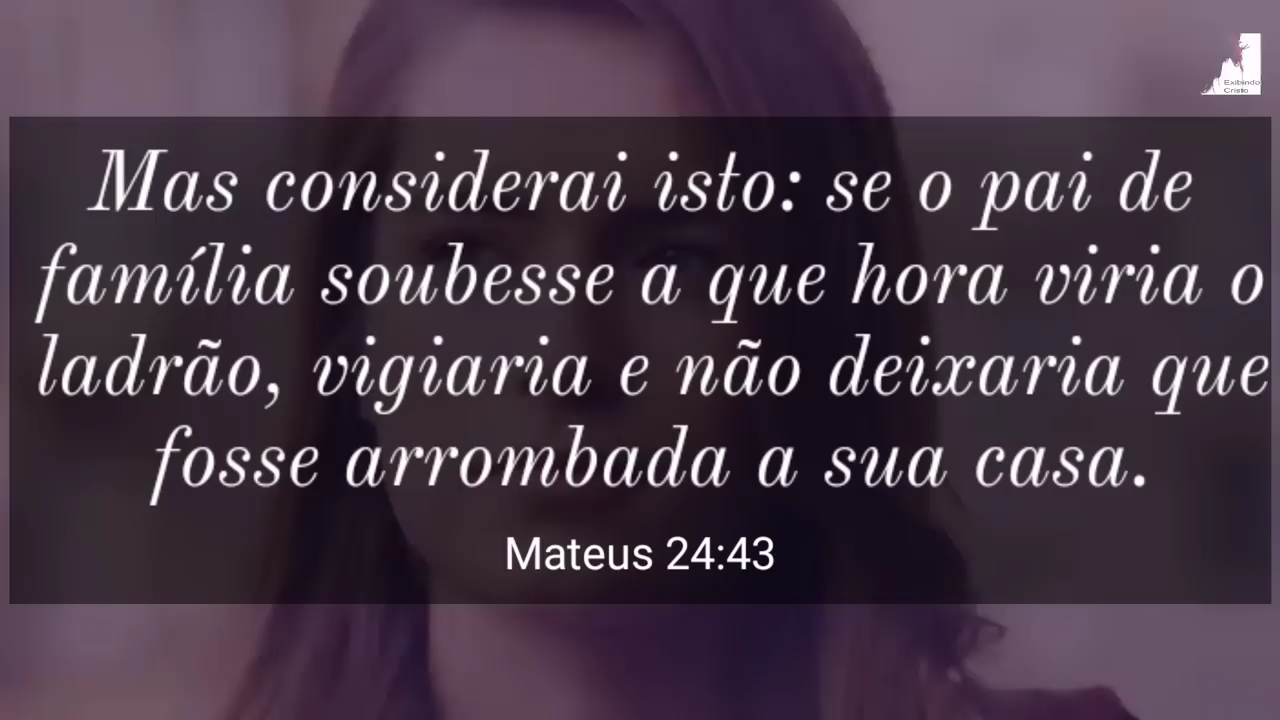 Exibindo
Cristo
Mas considerai isto: se o pai de
família soubesse a que hora viria o
ladrão, vigiaria e não deixaria que
fosse arrombada a sua casa.
Mateus 24:43